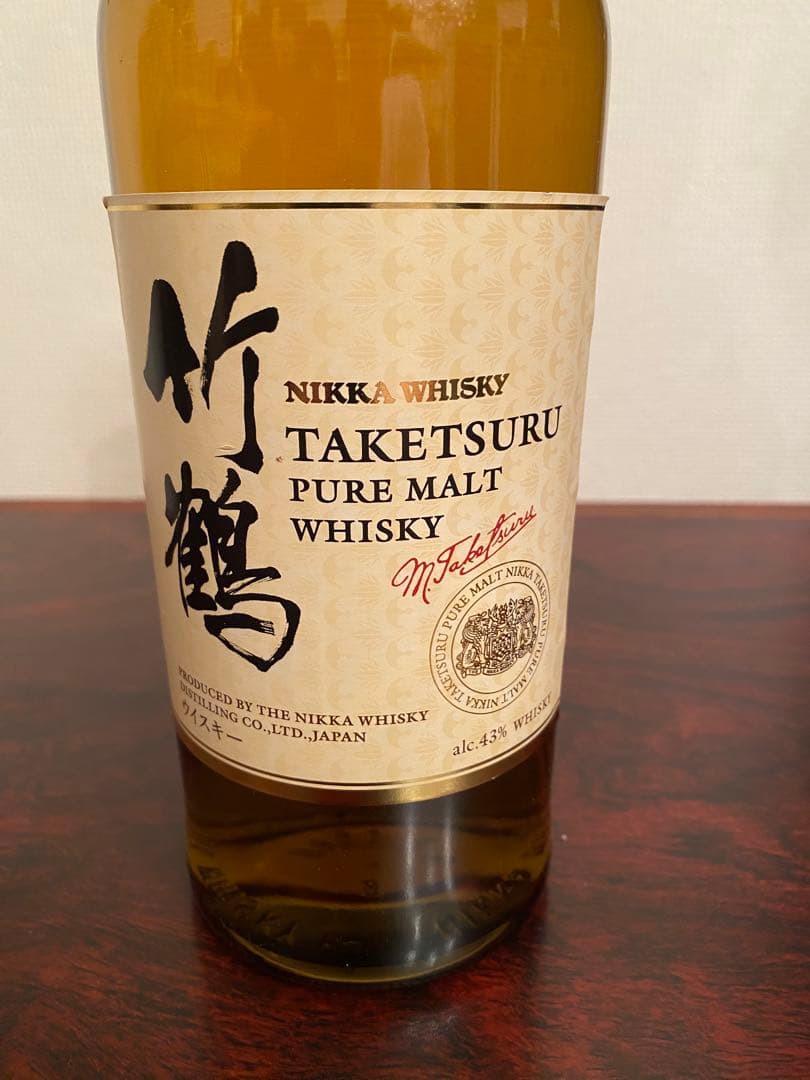 竹鶴
NIKKA WHISKY
TAKETSURU
PURE MALT
WHISKY
M.Taketsuru
TAKETSURU PURE MALT NIKKA TAKETSURU PURE MALT NIKKA
PRODUCED BY THE NIKKA WHISKY
DISTILLING CO.,LTD.,JAPAN
ウイスキー
alc.43% WHISKY